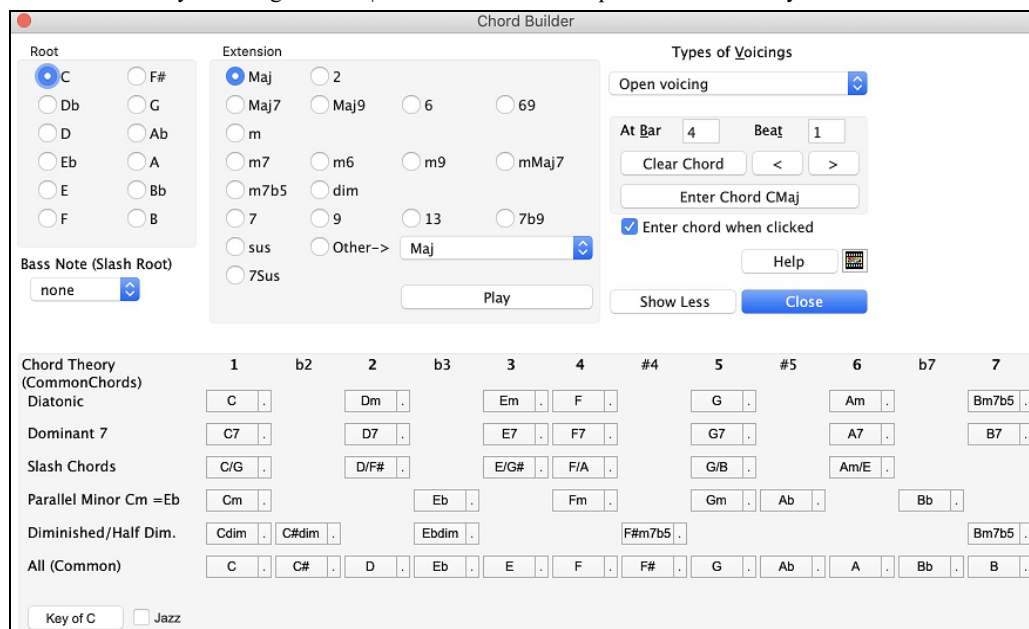 Chord Builder
Root
Extension
Types of Voicings
C F#
Maj 2
Open voicing
Db G
Maj7 Maj9 6 69
D Ab
m
At Bar 4 Beat 1
Eb A
m7 m6 m9 mMaj7
Clear Chord < >
E Bb
m7b5 dim
Enter Chord CMaj
F B
7 9 13 7b9
Enter chord when clicked
sus Other-> Maj
Bass Note (Slash Root)
none
7Sus
Help
Play
Show Less Close
Chord Theory
(CommonChords)
1 b2 2 b3 3 4 #4 5 #5 6 b7 7
Diatonic C . Dm . Em . F . G . Am . Bm7b5 .
Dominant 7 C7 . D7 . E7 . F7 . G7 . A7 . B7 .
Slash Chords C/G . D/F# . E/G# . F/A . G/B . Am/E .
Parallel Minor Cm =Eb Cm . Eb . Fm . Gm . Ab . Bb .
Diminished/Half Dim. Cdim . C#dim . Ebdim . F#m7b5 . Bm7b5 .
All (Common) C . C# . D . Eb . E . F . F# . G . Ab . A . Bb . B .
Key of C Jazz